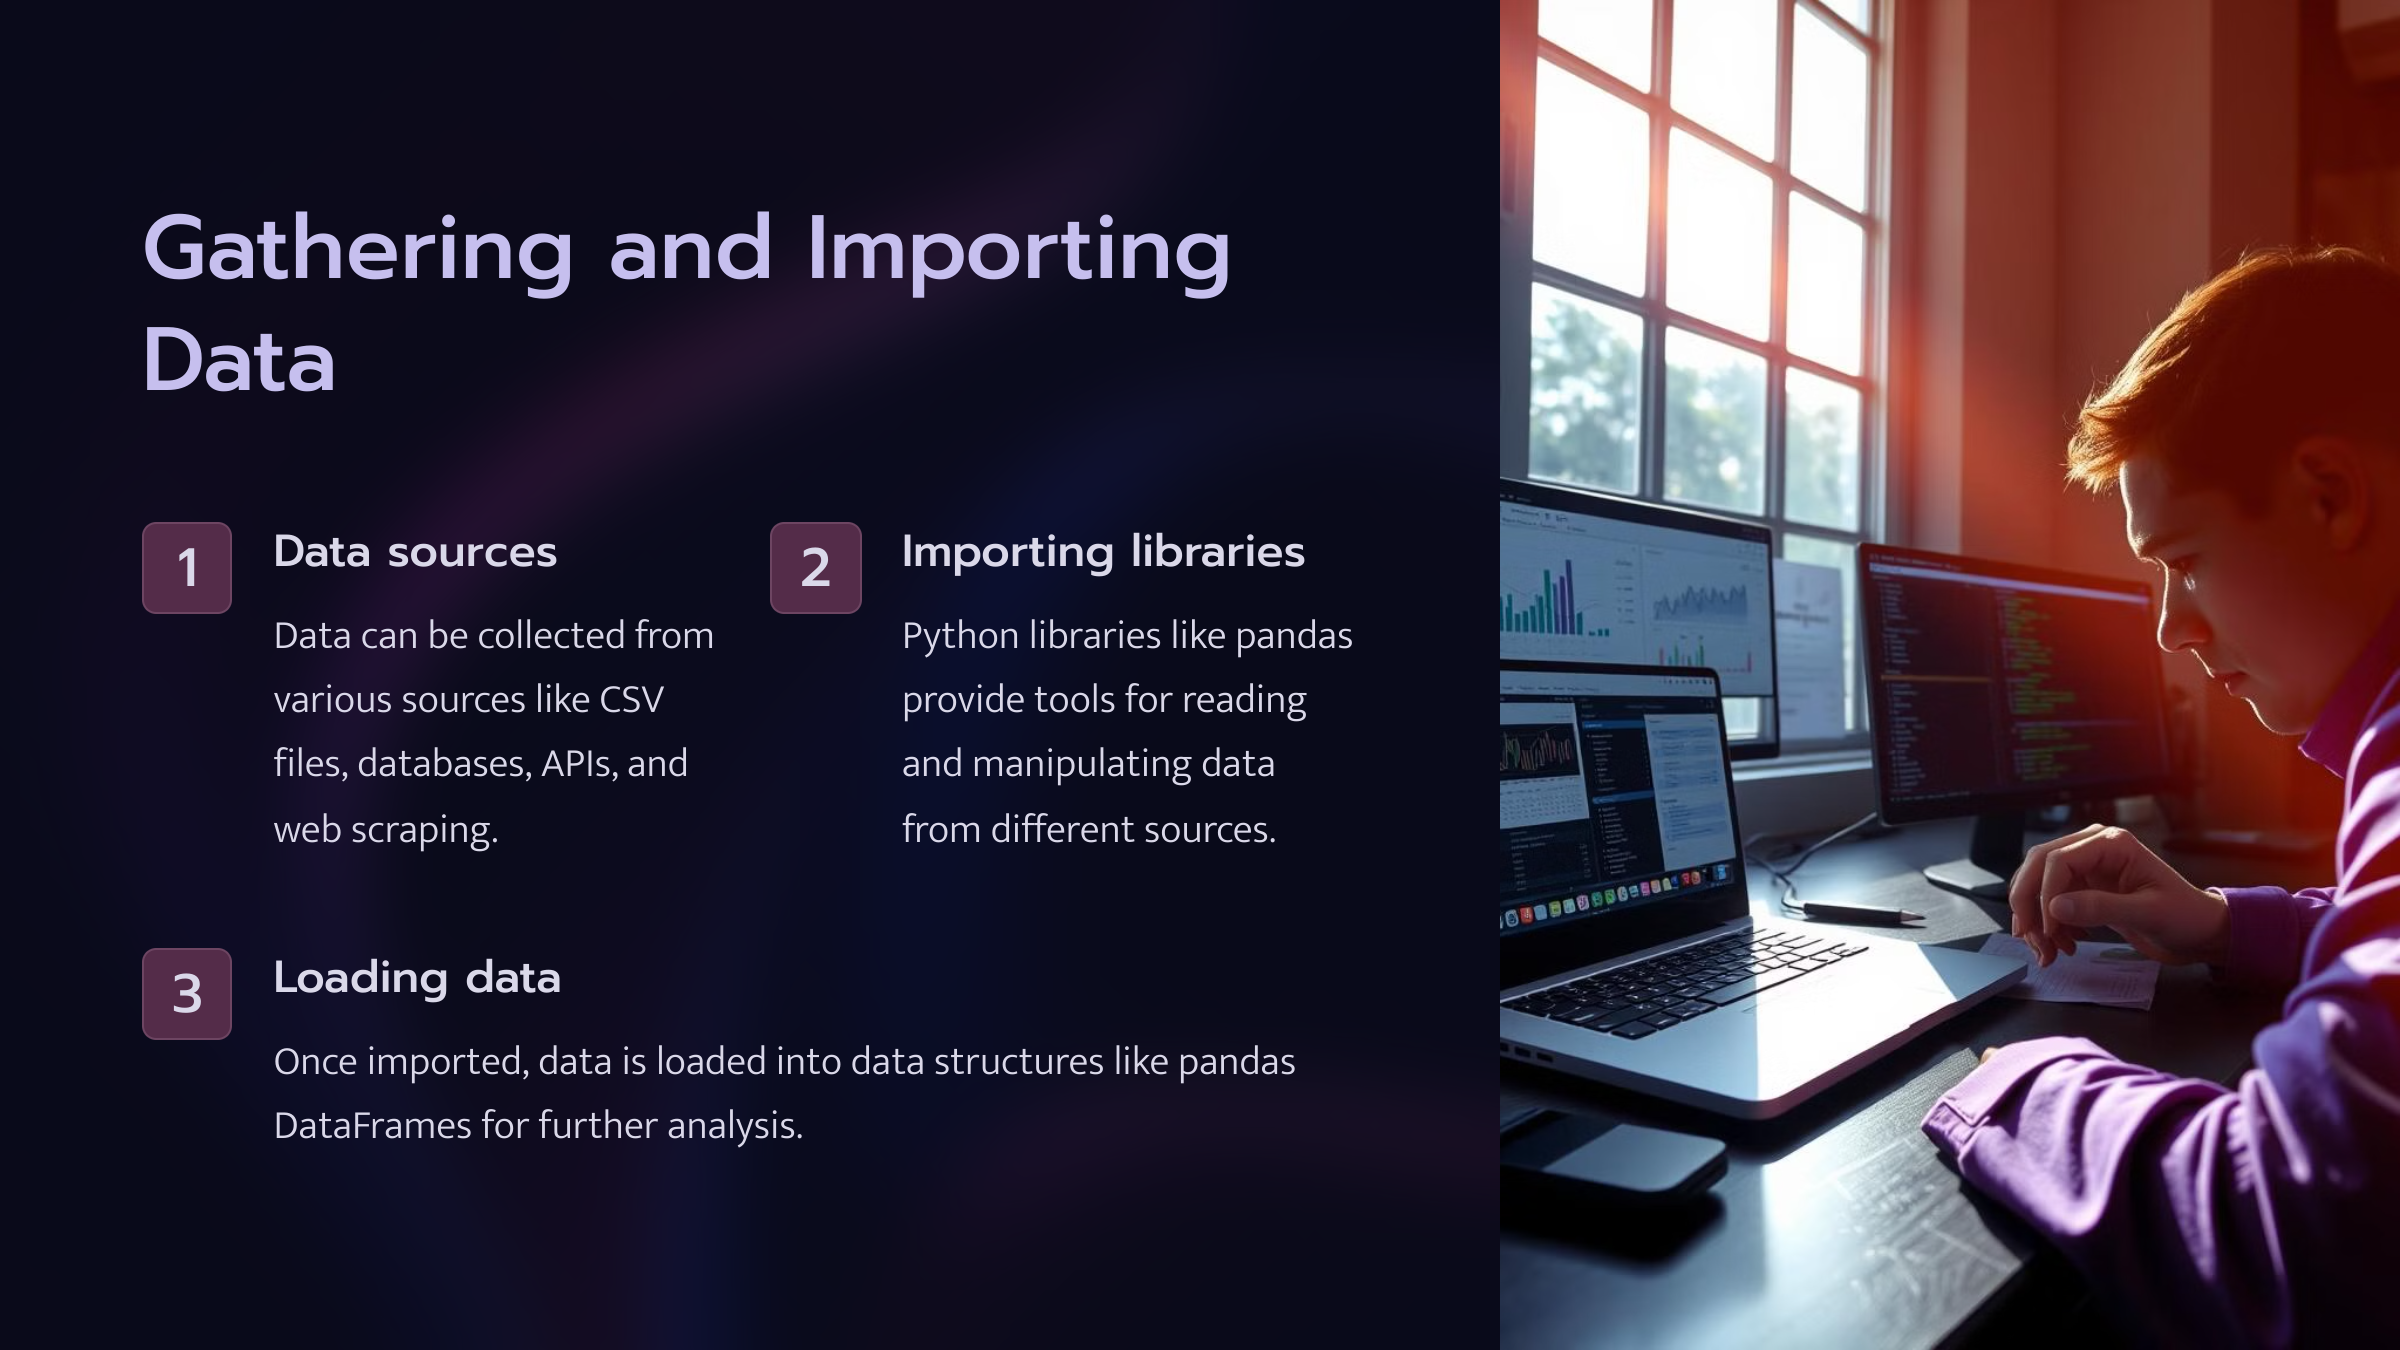 Gathering and Importing
Data
1
Data sources
Data can be collected from
various sources like CSV
files, databases, APIs, and
web scraping.
2
Importing libraries
Python libraries like pandas
provide tools for reading
and manipulating data
from different sources.
3
Loading data
Once imported, data is loaded into data structures like pandas
DataFrames for further analysis.